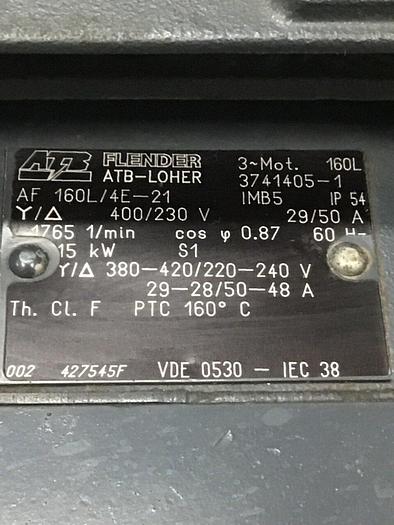 ATB FLENDER 3~Mot. 160L
ATB-LOHER 3741405-1
AF 160L/4E-21 IMB5 IP 54
Y/Δ 400/230 V 29/50 A
1765 1/min cos φ 0.87 60 Hz
15 kW S1
Y/Δ 380-420/220-240 V
29-28/50-48 A
Th. Cl. F PTC 160° C
002 427545F VDE 0530 - IEC 38